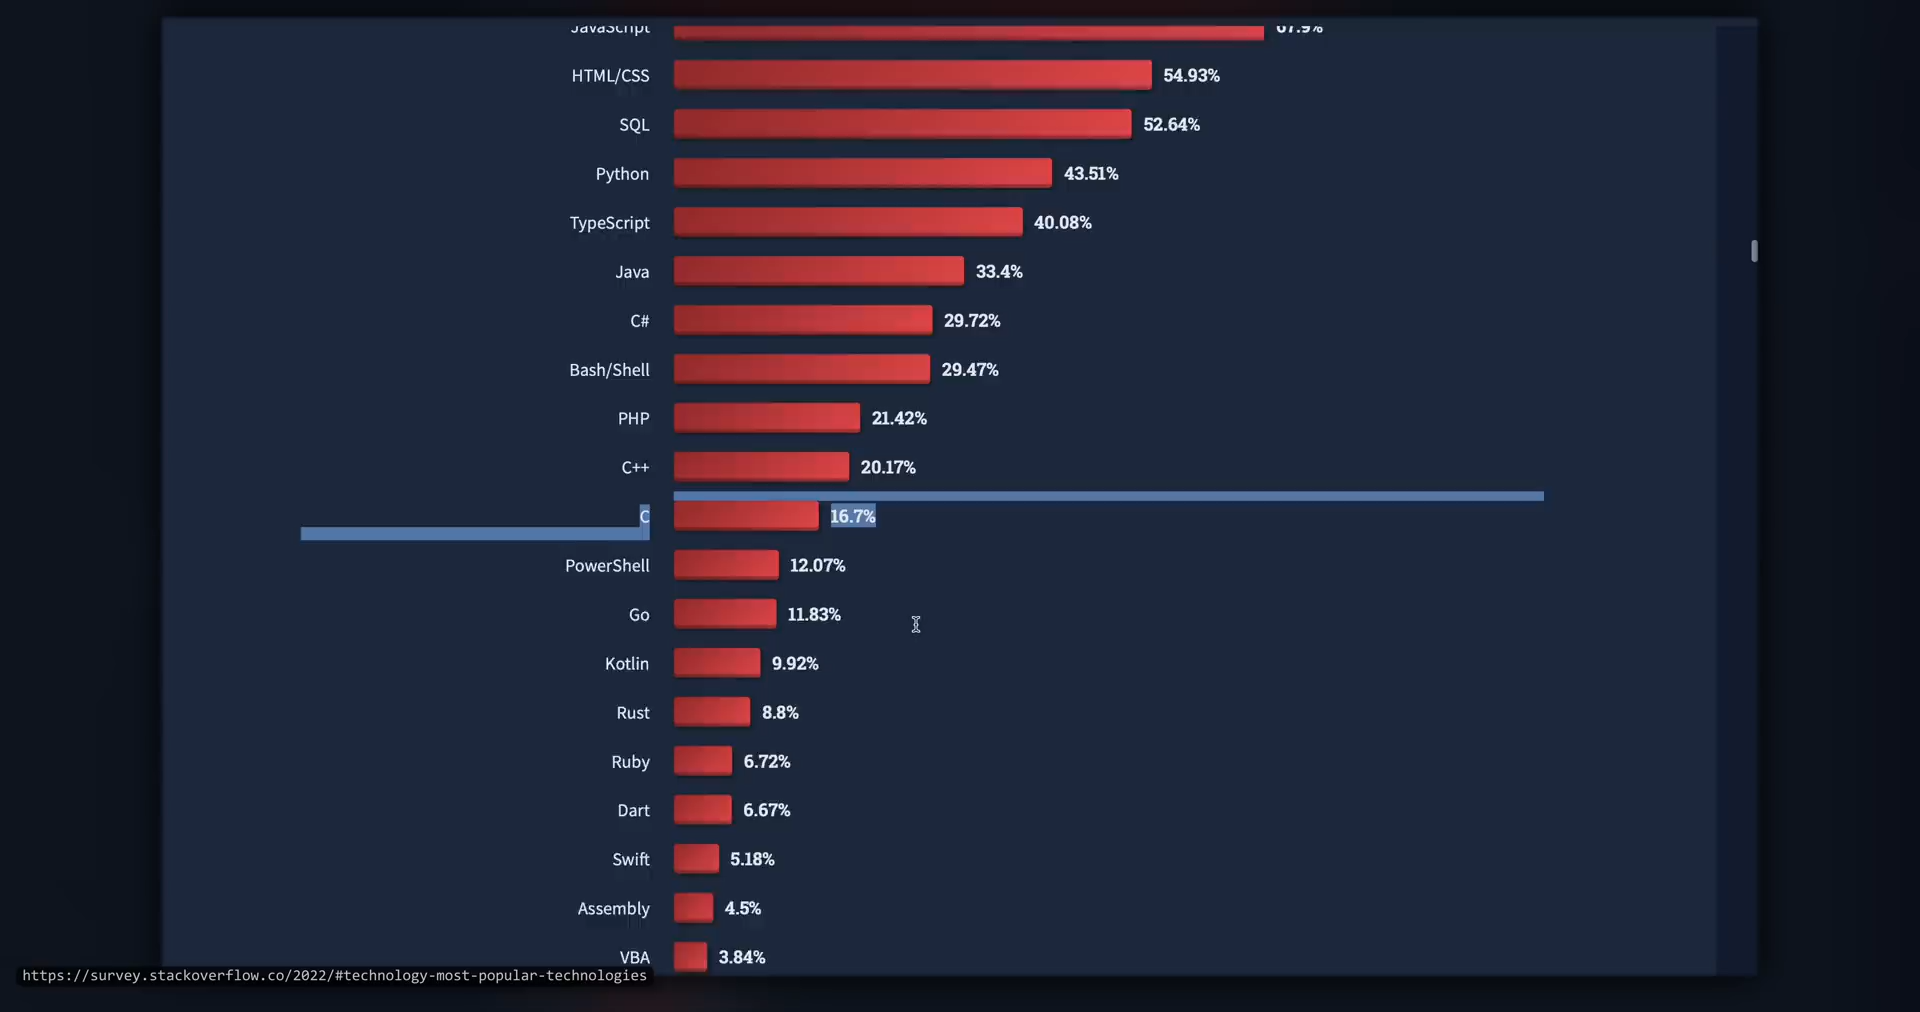 JavaScript 67.9%
HTML/CSS 54.93%
SQL 52.64%
Python 43.51%
TypeScript 40.08%
Java 33.4%
C# 29.72%
Bash/Shell 29.47%
PHP 21.42%
C++ 20.17%
C 16.7%
PowerShell 12.07%
Go 11.83%
Kotlin 9.92%
Rust 8.8%
Ruby 6.72%
Dart 6.67%
Swift 5.18%
Assembly 4.5%
VBA 3.84%
https://survey.stackoverflow.co/2022/#technology-most-popular-technologies